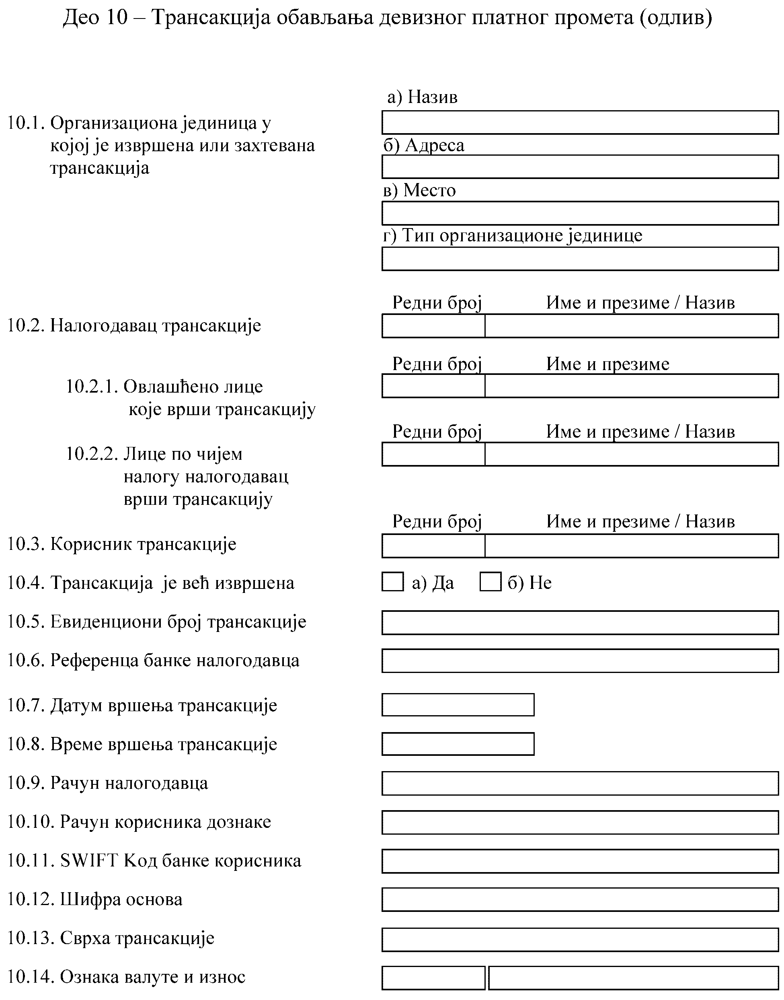 Део 10 – Трансакција обављања девизног платног промета (одлив)
а) Назив
10.1. Организациона јединица у
којој је извршена или захтевана
трансакција
б) Адреса
в) Место
г) Тип организационе јединице
Редни број Име и презиме / Назив
10.2. Налогодавац трансакције
Редни број Име и презиме
10.2.1. Овлашћено лице
које врши трансакцију
Редни број Име и презиме / Назив
10.2.2. Лице по чијем
налогу налогодавац
врши трансакцију
Редни број Име и презиме / Назив
10.3. Корисник трансакције
10.4. Трансакција је већ извршена а) Да б) Не
10.5. Евиденциони број трансакције
10.6. Референца банке налогодавца
10.7. Датум вршења трансакције
10.8. Време вршења трансакције
10.9. Рачун налогодавца
10.10. Рачун корисника дознаке
10.11. SWIFT Код банке корисника
10.12. Шифра основа
10.13. Сврха трансакције
10.14. Ознака валуте и износ